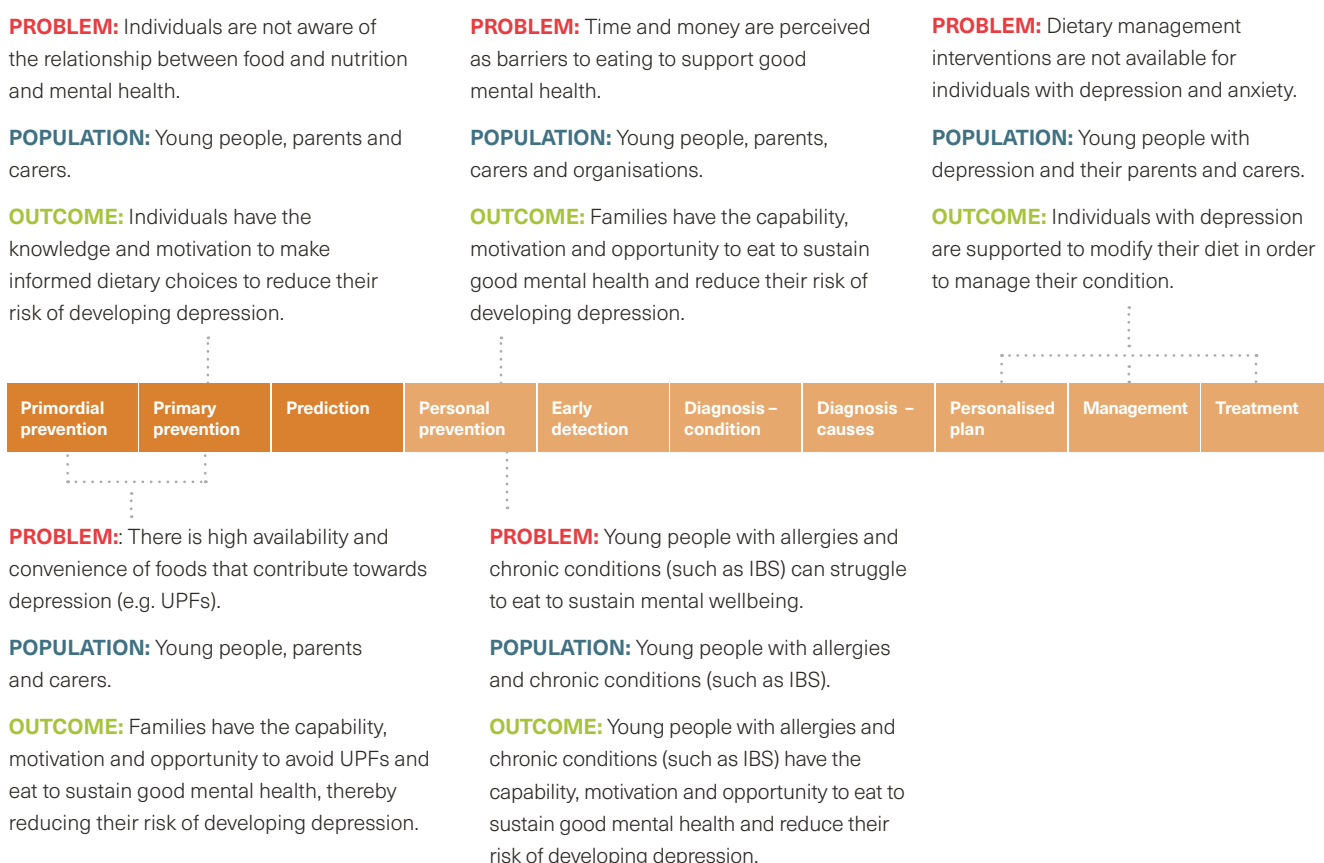 PROBLEM: Individuals are not aware of
the relationship between food and nutrition
and mental health.
POPULATION: Young people, parents and
carers.
OUTCOME: Individuals have the
knowledge and motivation to make
informed dietary choices to reduce their
risk of developing depression.
PROBLEM: Time and money are perceived
as barriers to eating to support good
mental health.
POPULATION: Young people, parents,
carers and organisations.
OUTCOME: Families have the capability,
motivation and opportunity to eat to sustain
good mental health and reduce their risk of
developing depression.
PROBLEM: Dietary management
interventions are not available for
individuals with depression and anxiety.
POPULATION: Young people with
depression and their parents and carers.
OUTCOME: Individuals with depression
are supported to modify their diet in order
to manage their condition.
Primordial
prevention
Primary
prevention
Prediction
Personal
prevention
Early
detection
Diagnosis –
condition
Diagnosis –
causes
Personalised
plan
Management
Treatment
PROBLEM:: There is high availability and
convenience of foods that contribute towards
depression (e.g. UPFs).
POPULATION: Young people, parents
and carers.
OUTCOME: Families have the capability,
motivation and opportunity to avoid UPFs and
eat to sustain good mental health, thereby
reducing their risk of developing depression.
PROBLEM: Young people with allergies and
chronic conditions (such as IBS) can struggle
to eat to sustain mental wellbeing.
POPULATION: Young people with allergies
and chronic conditions (such as IBS).
OUTCOME: Young people with allergies and
chronic conditions (such as IBS) have the
capability, motivation and opportunity to eat to
sustain good mental health and reduce their
risk of developing depression.